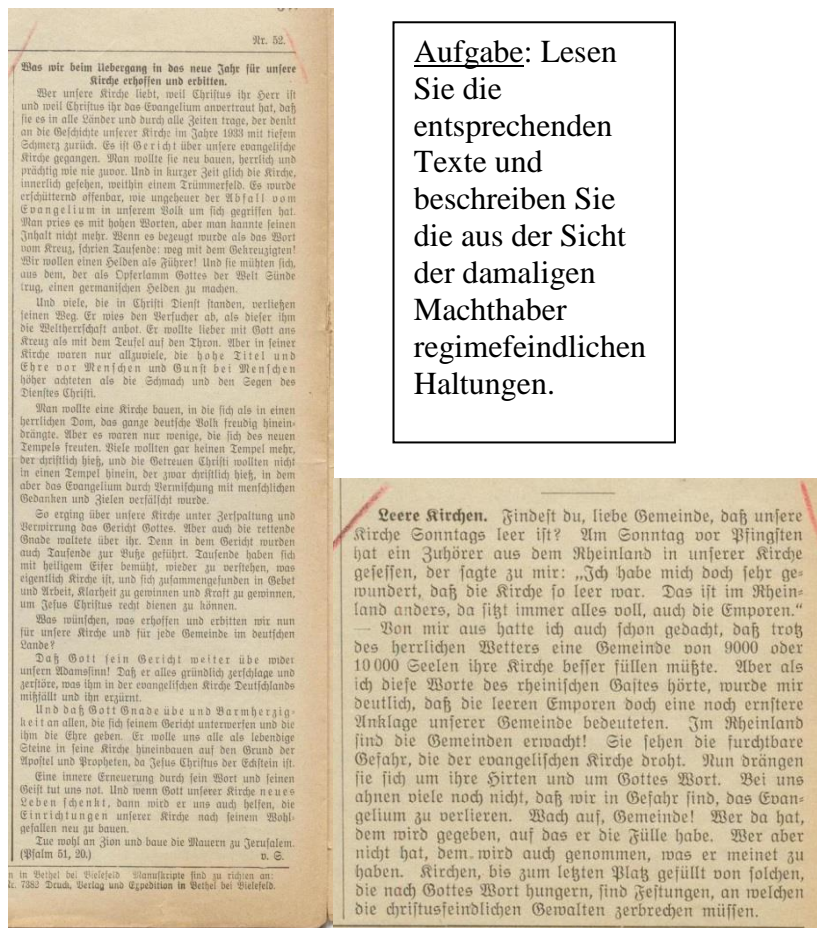 Nr. 52.
Was wir beim Uebergang in das neue Jahr für unsere
Kirche erhoffen und erbitten.
Wer unsere Kirche liebt, weil Christus ihr Herr ist
und weil Christus ihr das Evangelium anvertraut hat, daß
sie es in alle Länder und durch alle Zeiten trage, der denkt
an die Geschichte unserer Kirche im Jahre 1933 mit tiefem
Schmerz zurück. Es ist Gericht über unsere evangelische
Kirche gegangen. Man wollte sie neu bauen, herrlich und
prächtig wie nie zuvor. Und in kurzer Zeit glich die Kirche,
innerlich gesehen, weithin einem Trümmerfeld. Es wurde
erschütternd offenbar, wie ungeheuer der Abfall vom
Evangelium in unserem Volk um sich gegriffen hat.
Man pries es mit hohen Worten, aber man kannte seinen
Inhalt nicht mehr. Wenn es bezeugt wurde als das Wort
vom Kreuz, schrien Tausende: weg mit dem Gekreuzigten!
Wir wollen einen Helden als Führer! Und sie mühten sich,
aus dem, der als Opferlamm Gottes der Welt Sünde
trug, einen germanischen Helden zu machen.
Und viele, die in Christi Dienst standen, verließen
seinen Weg. Er wies den Versucher ab, als dieser ihm
die Weltherrschaft anbot. Er wollte lieber mit Gott ans
Kreuz als mit dem Teufel auf den Thron. Aber in seiner
Kirche waren nur allzuviele, die hohe Titel und
Ehre vor Menschen und Gunst bei Menschen
höher achteten als die Schmach und den Segen des
Dienstes Christi.
Man wollte eine Kirche bauen, in die sich als in einen
herrlichen Dom, das ganze deutsche Volk freudig hinein-
drängte. Aber es waren nur wenige, die sich des neuen
Tempels freuten. Viele wollten gar keinen Tempel mehr,
der christlich hieß, und die Getreuen Christi wollten nicht
in einen Tempel hinein, der zwar christlich hieß, in dem
aber das Evangelium durch Vermischung mit menschlichen
Gedanken und Zielen verfälscht wurde.
So erging über unsere Kirche unter Zerspaltung und
Verwirrung das Gericht Gottes. Aber auch die rettende
Gnade waltete über ihr. Denn in dem Gericht wurden
auch Tausende zur Buße geführt. Tausende haben sich
mit heiligem Eifer bemüht, wieder zu verstehen, was
eigentlich Kirche ist, und sich zusammengefunden in Gebet
und Arbeit, Klarheit zu gewinnen und Kraft zu gewinnen,
um Jesus Christus recht dienen zu können.
Was wünschen, was erhoffen und erbitten wir nun
für unsere Kirche und für jede Gemeinde im deutschen
Lande?
Daß Gott sein Gericht weiter übe wider
unsern Adamssinn! Daß er alles gründlich zerschlage und
zerstöre, was ihm in der evangelischen Kirche Deutschlands
mißfällt und ihn erzürnt.
Und daß Gott Gnade übe und Barmherzig-
keit an allen, die sich seinem Gericht unterwerfen und die
ihm die Ehre geben. Er wolle uns alle als lebendige
Steine in seine Kirche hineinbauen auf den Grund der
Apostel und Propheten, da Jesus Christus der Eckstein ist.
Eine innere Erneuerung durch sein Wort und seinen
Geist tut uns not. Und wenn Gott unserer Kirche neues
Leben schenkt, dann wird er uns auch helfen, die
Einrichtungen unserer Kirche nach seinem Wohl-
gefallen neu zu bauen.
Tue wohl an Zion und baue die Mauern zu Jerusalem.
(Psalm 51, 20.) v. S.
n in Bethel bei Bielefeld. Manuskripte sind zu richten an:
7383 Druck, Verlag und Expedition in Bethel bei Bielefeld.
Aufgabe: Lesen
Sie die
entsprechenden
Texte und
beschreiben Sie
die aus der Sicht
der damaligen
Machthaber
regimefeindlichen
Haltungen.
Leere Kirchen. Findest du, liebe Gemeinde, daß unsere
Kirche Sonntags leer ist? Am Sonntag vor Pfingsten
hat ein Zuhörer aus dem Rheinland in unserer Kirche
gesessen, der sagte zu mir: „Ich habe mich doch sehr ge-
wundert, daß die Kirche so leer war. Das ist im Rhein-
land anders, da sitzt immer alles voll, auch die Emporen.“
— Von mir aus hatte ich auch schon gedacht, daß trotz
des herrlichen Wetters eine Gemeinde von 9000 oder
10 000 Seelen ihre Kirche besser füllen müßte. Aber als
ich diese Worte des rheinischen Gastes hörte, wurde mir
deutlich, daß die leeren Emporen doch eine noch ernstere
Anklage unserer Gemeinde bedeuteten. Im Rheinland
sind die Gemeinden erwacht! Sie sehen die furchtbare
Gefahr, die der evangelischen Kirche droht. Nun drängen
sie sich um ihre Hirten und um Gottes Wort. Bei uns
ahnen viele noch nicht, daß wir in Gefahr sind, das Evan-
gelium zu verlieren. Wach auf, Gemeinde! Wer da hat,
dem wird gegeben, auf das er die Fülle habe. Wer aber
nicht hat, dem wird auch genommen, was er meinet zu
haben. Kirchen, bis zum letzten Platz gefüllt von solchen,
die nach Gottes Wort hungern, sind Festungen, an welchen
die christusfeindlichen Gewalten zerbrechen müssen.